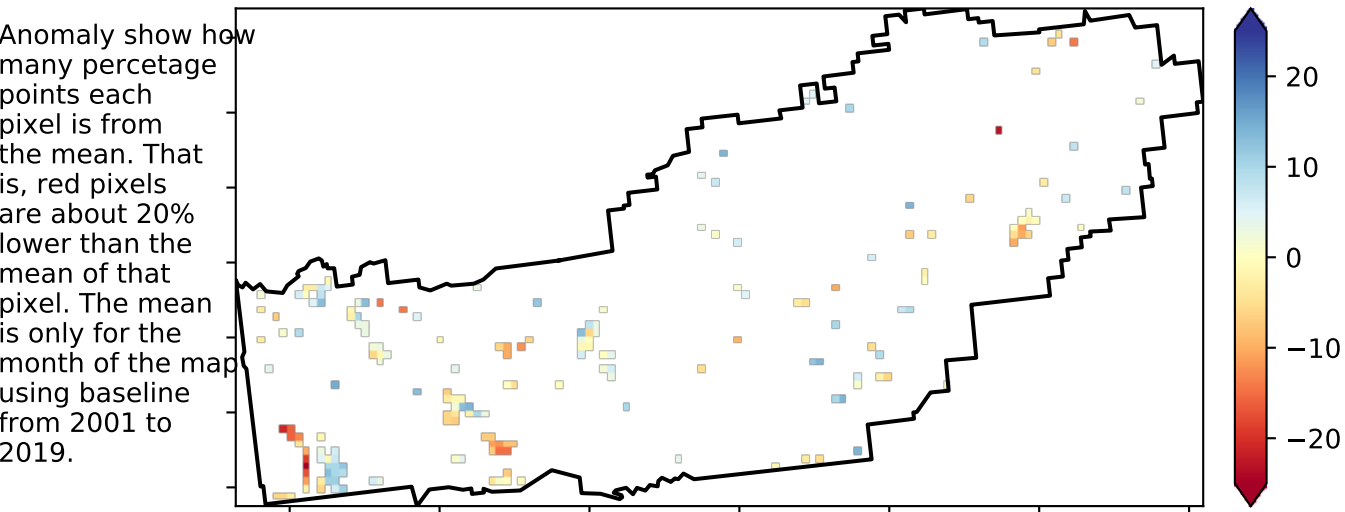 Anomaly show how
many percetage
points each
pixel is from
the mean. That
is, red pixels
are about 20%
lower than the
mean of that
pixel. The mean
is only for the
month of the map
using baseline
from 2001 to
2019.
20
10
0
−10
−20